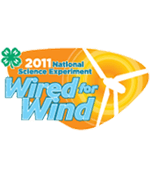 2011 National
Science Experiment
Wired for
Wind